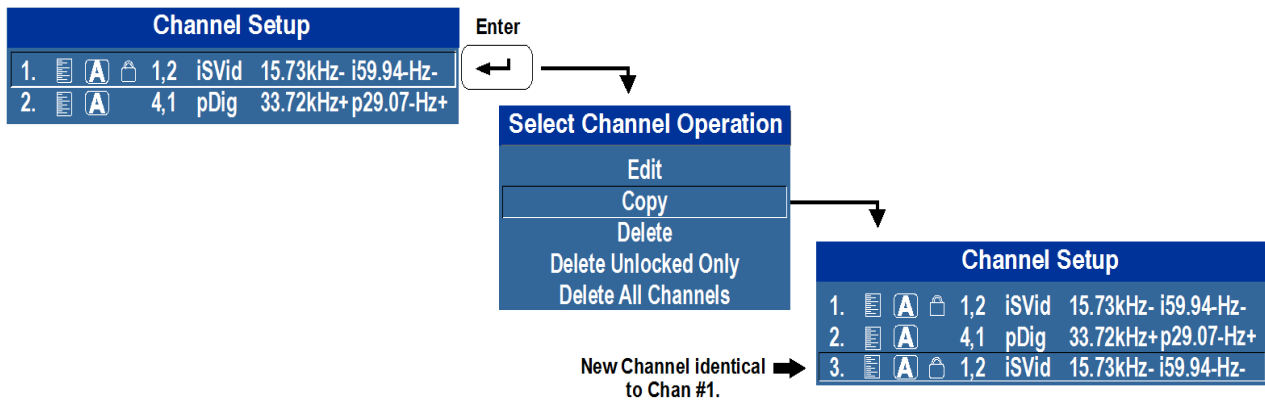 Channel Setup
1. A 1,2 iSVid 15.73kHz- i59.94-Hz-
2. A 4,1 pDig 33.72kHz+ p29.07-Hz+
Enter
Select Channel Operation
Edit
Copy
Delete
Delete Unlocked Only
Delete All Channels
Channel Setup
1. A 1,2 iSVid 15.73kHz- i59.94-Hz-
2. A 4,1 pDig 33.72kHz+ p29.07-Hz+
3. A 1,2 iSVid 15.73kHz- i59.94-Hz-
New Channel identical
to Chan #1.